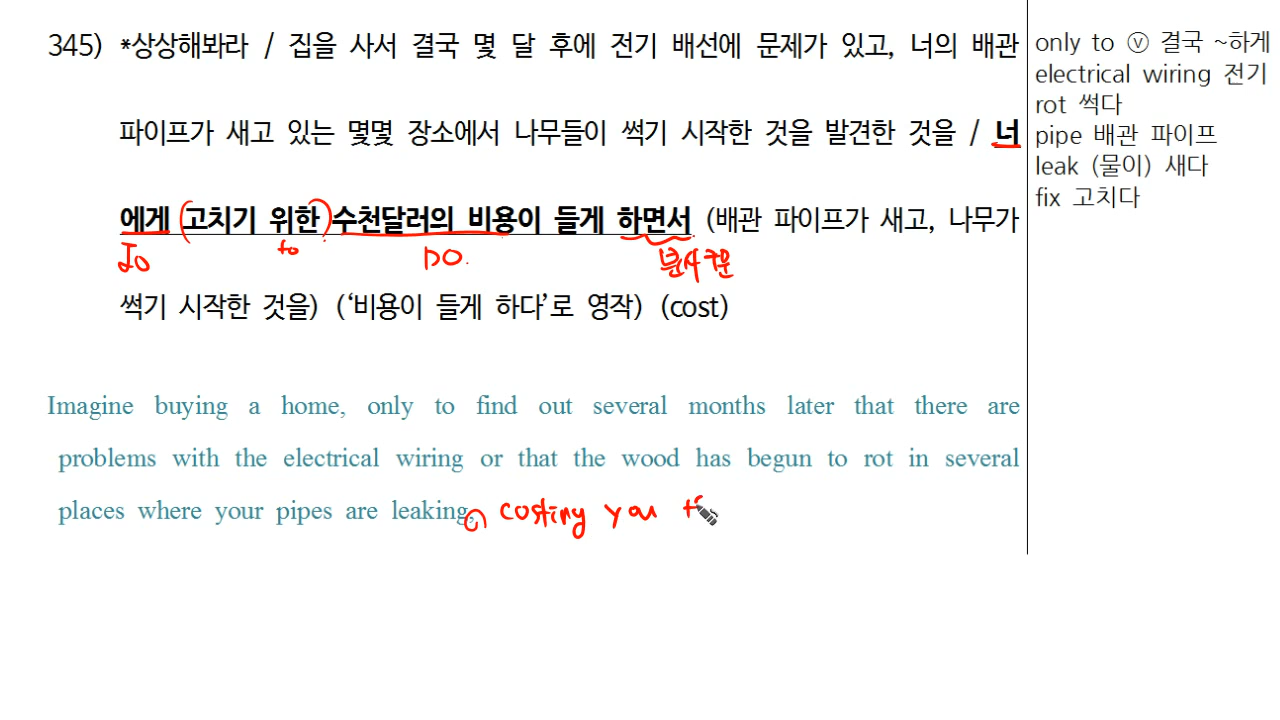 345) *상상해봐라 / 집을 사서 결국 몇 달 후에 전기 배선에 문제가 있고, 너의 배관
파이프가 새고 있는 몇몇 장소에서 나무들이 썩기 시작한 것을 발견한 것을 / 너
에게 (고치기 위한) 수천달러의 비용이 들게 하면서 (배관 파이프가 새고, 나무가
IO to DO. 분사구문
썩기 시작한 것을) (‘비용이 들게 하다’로 영작) (cost)
Imagine buying a home, only to find out several months later that there are
problems with the electrical wiring or that the wood has begun to rot in several
places where your pipes are leaking, costing you
only to ⓥ 결국 ~하게
electrical wiring 전기
rot 썩다
pipe 배관 파이프
leak (물이) 새다
fix 고치다